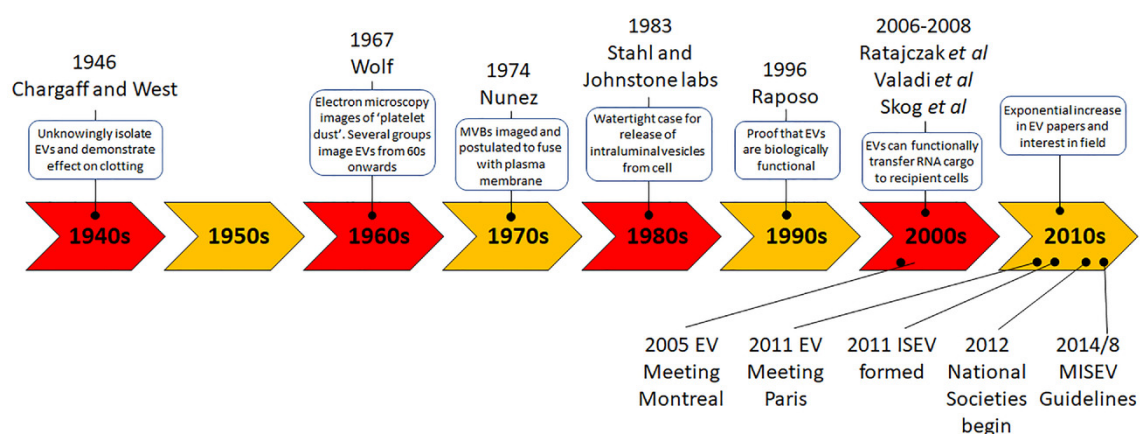 1946
Chargaff and West
Unknowingly isolate
EVs and demonstrate
effect on clotting
1967
Wolf
Electron microscopy
images of ‘platelet
dust’. Several groups
image EVs from 60s
onwards
1974
Nunez
MVBs imaged and
postulated to fuse
with plasma
membrane
1983
Stahl and
Johnstone labs
Watertight case for
release of
intraluminal vesicles
from cell
1996
Raposo
Proof that EVs
are biologically
functional
2006-2008
Ratajczak et al
Valadi et al
Skog et al
EVs can functionally
transfer RNA cargo
to recipient cells
Exponential increase
in EV papers and
interest in field
1940s
1950s
1960s
1970s
1980s
1990s
2000s
2010s
2005 EV
Meeting
Montreal
2011 EV
Meeting
Paris
2011 ISEV
formed
2012
National
Societies
begin
2014/8
MISEV
Guidelines